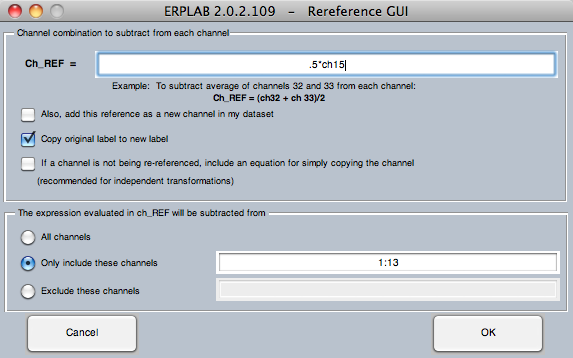 ERPLAB 2.0.2.109 - Rereference GUI
Channel combination to subtract from each channel
Ch_REF = .5*ch15
Example: To subtract average of channels 32 and 33 from each channel:
Ch_REF = (ch32 + ch 33)/2
Also, add this reference as a new channel in my dataset
Copy original label to new label
If a channel is not being re-referenced, include an equation for simply copying the channel
(recommended for independent transformations)
The expression evaluated in ch_REF will be subtracted from
All channels
Only include these channels 1:13
Exclude these channels
Cancel OK